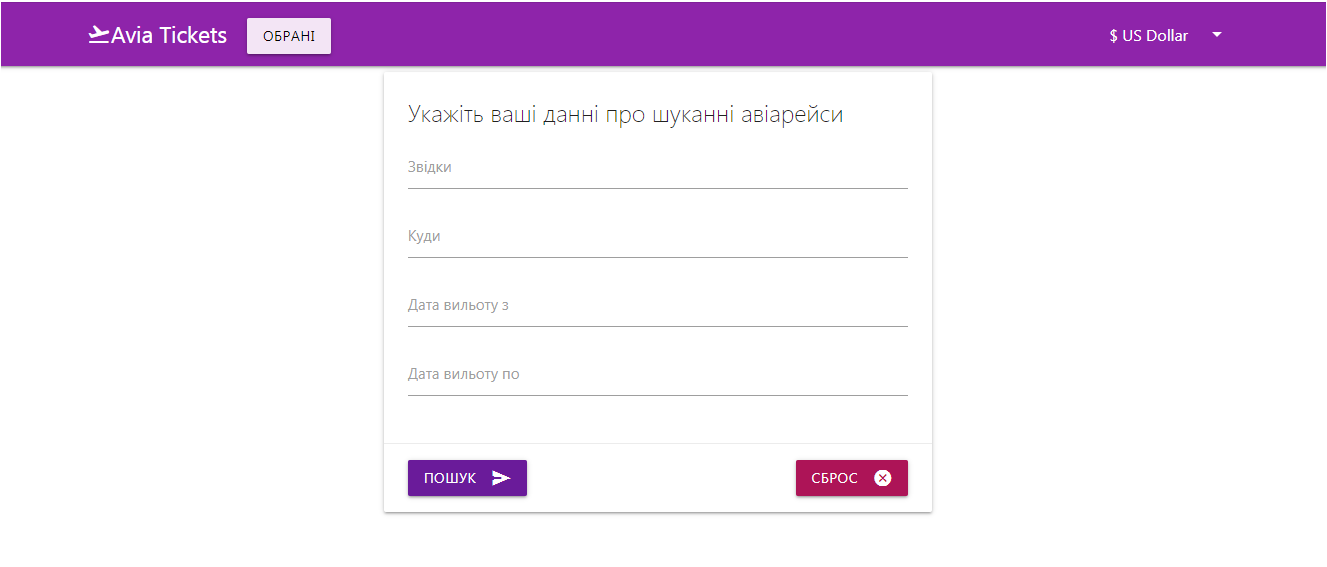 Avia Tickets
ОБРАНІ
$ US Dollar
Укажіть ваші данні про шуканні авіарейси
Звідки
Куди
Дата вильоту з
Дата вильоту по
ПОШУК
СБРОС